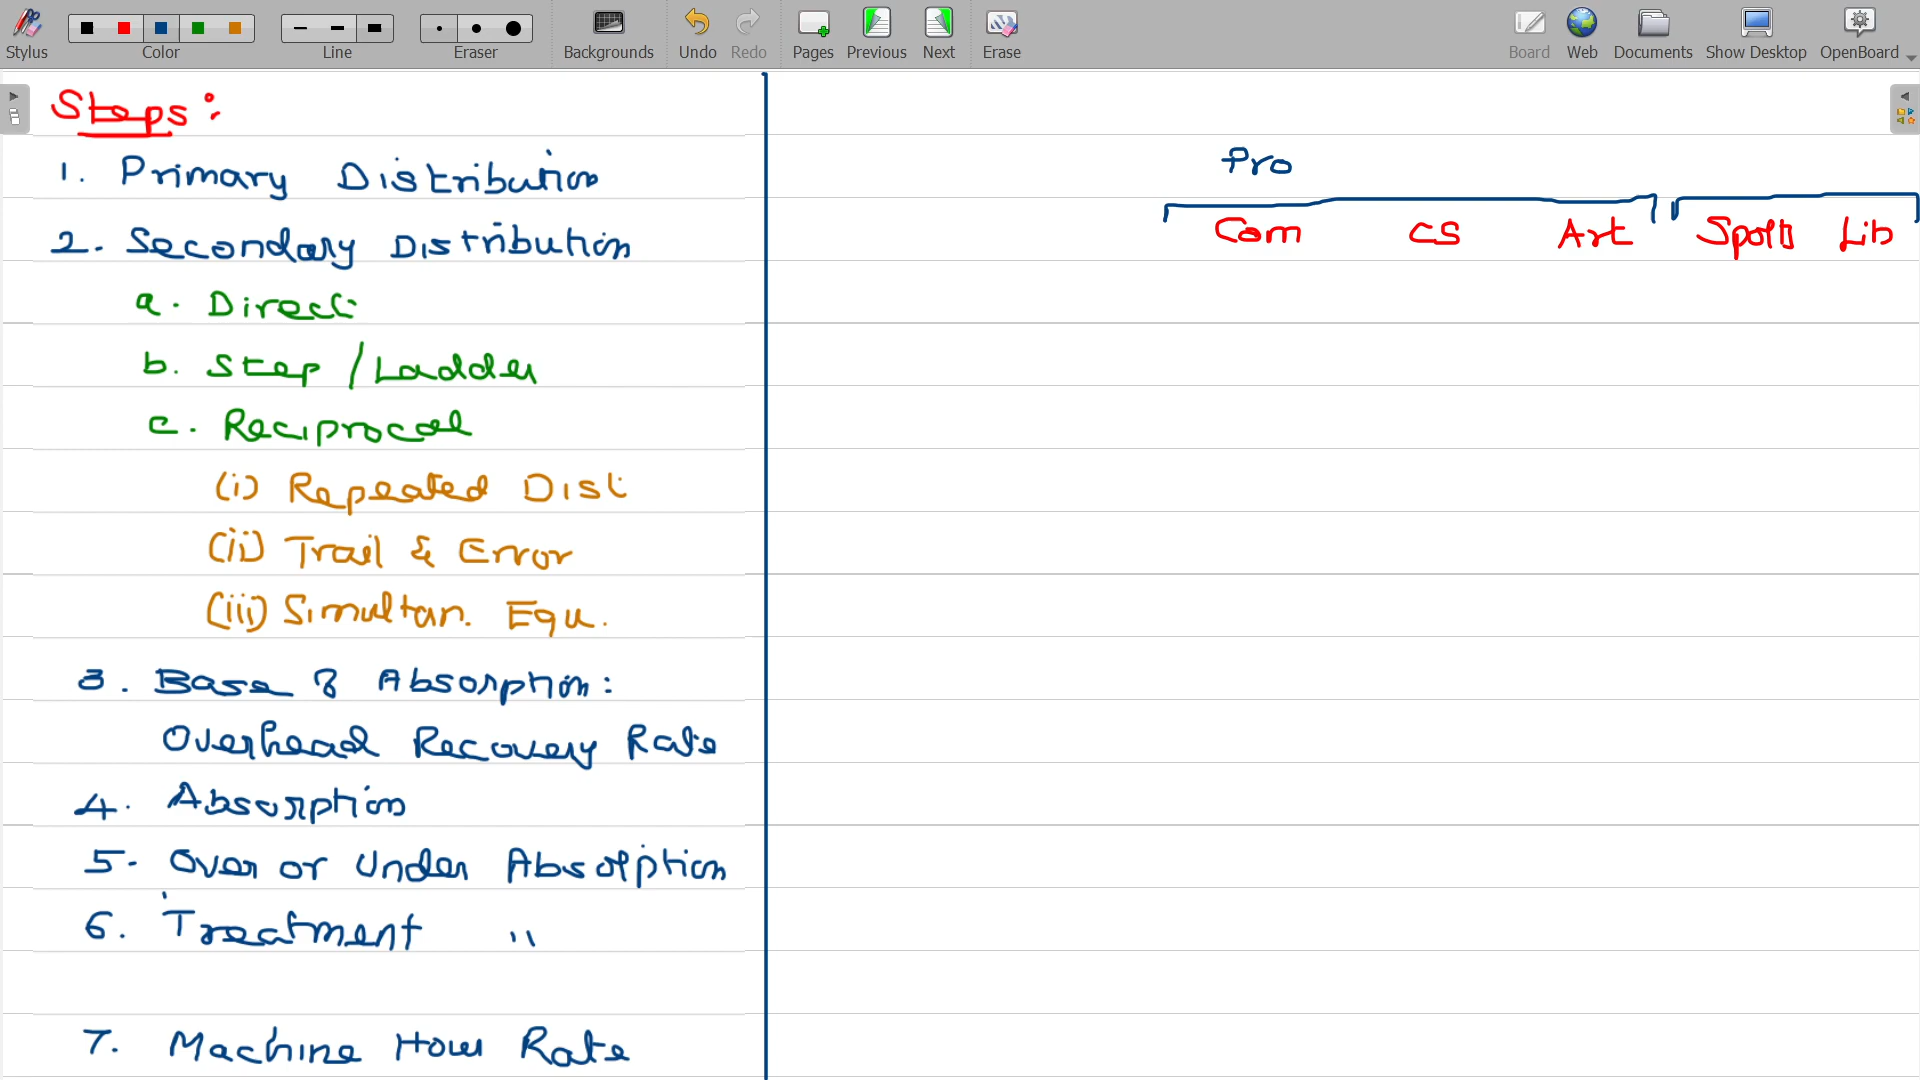 Stylus
Color
Line
Eraser
Backgrounds
Undo
Redo
Pages
Previous
Next
Erase
Board
Web
Documents
Show Desktop
OpenBoard
Steps:
1. Primary Distribution
2. Secondary Distribution
a. Direct
b. Step / Ladder
c. Reciprocal
(i) Repeated Dist
(ii) Trail & Error
(iii) Simultan. Equ.
3. Base & Absorption:
Overhead Recovery Rate
4. Absorption
5. Over or Under Absorption
6. Treatment "
7. Machine Hour Rate
Pro
Com CS Art Sports Lib